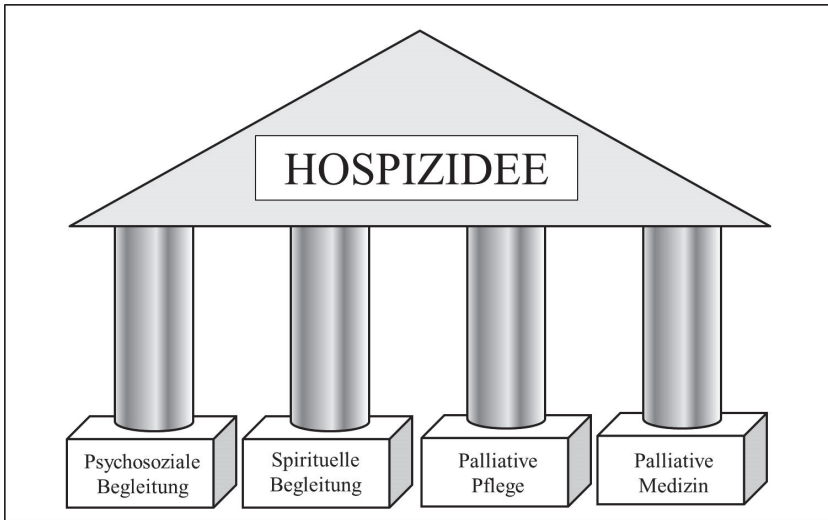 HOSPIZIDEE
Psychosoziale
Begleitung
Spirituelle
Begleitung
Palliative
Pflege
Palliative
Medizin